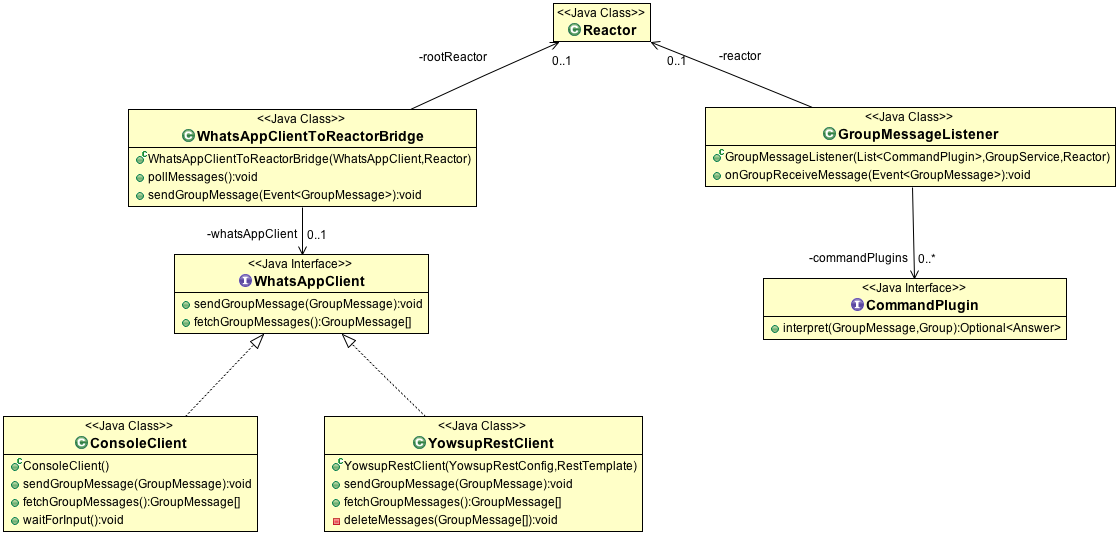 <<Java Class>>
Reactor
-rootReactor
0..1
0..1
-reactor
<<Java Class>>
WhatsAppClientToReactorBridge
WhatsAppClientToReactorBridge(WhatsAppClient,Reactor)
pollMessages():void
sendGroupMessage(Event<GroupMessage>):void
<<Java Class>>
GroupMessageListener
GroupMessageListener(List<CommandPlugin>,GroupService,Reactor)
onGroupReceiveMessage(Event<GroupMessage>):void
-whatsAppClient
0..1
-commandPlugins
0..*
<<Java Interface>>
WhatsAppClient
sendGroupMessage(GroupMessage):void
fetchGroupMessages():GroupMessage[]
<<Java Interface>>
CommandPlugin
interpret(GroupMessage,Group):Optional<Answer>
<<Java Class>>
ConsoleClient
ConsoleClient()
sendGroupMessage(GroupMessage):void
fetchGroupMessages():GroupMessage[]
waitForInput():void
<<Java Class>>
YowsupRestClient
YowsupRestClient(YowsupRestConfig,RestTemplate)
sendGroupMessage(GroupMessage):void
fetchGroupMessages():GroupMessage[]
deleteMessages(GroupMessage[]):void